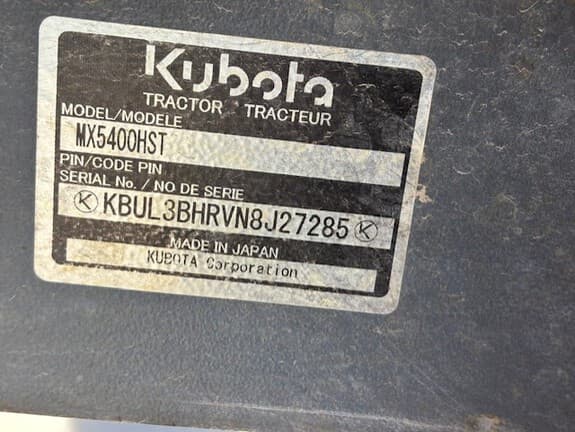 Kubota
TRACTOR TRACTEUR
MODEL/MODELE
MX5400HST
PIN/CODE PIN
SERIAL No. / NO DE SERIE
KBUL3BHRVN8J27285
MADE IN JAPAN
KUBOTA Corporation